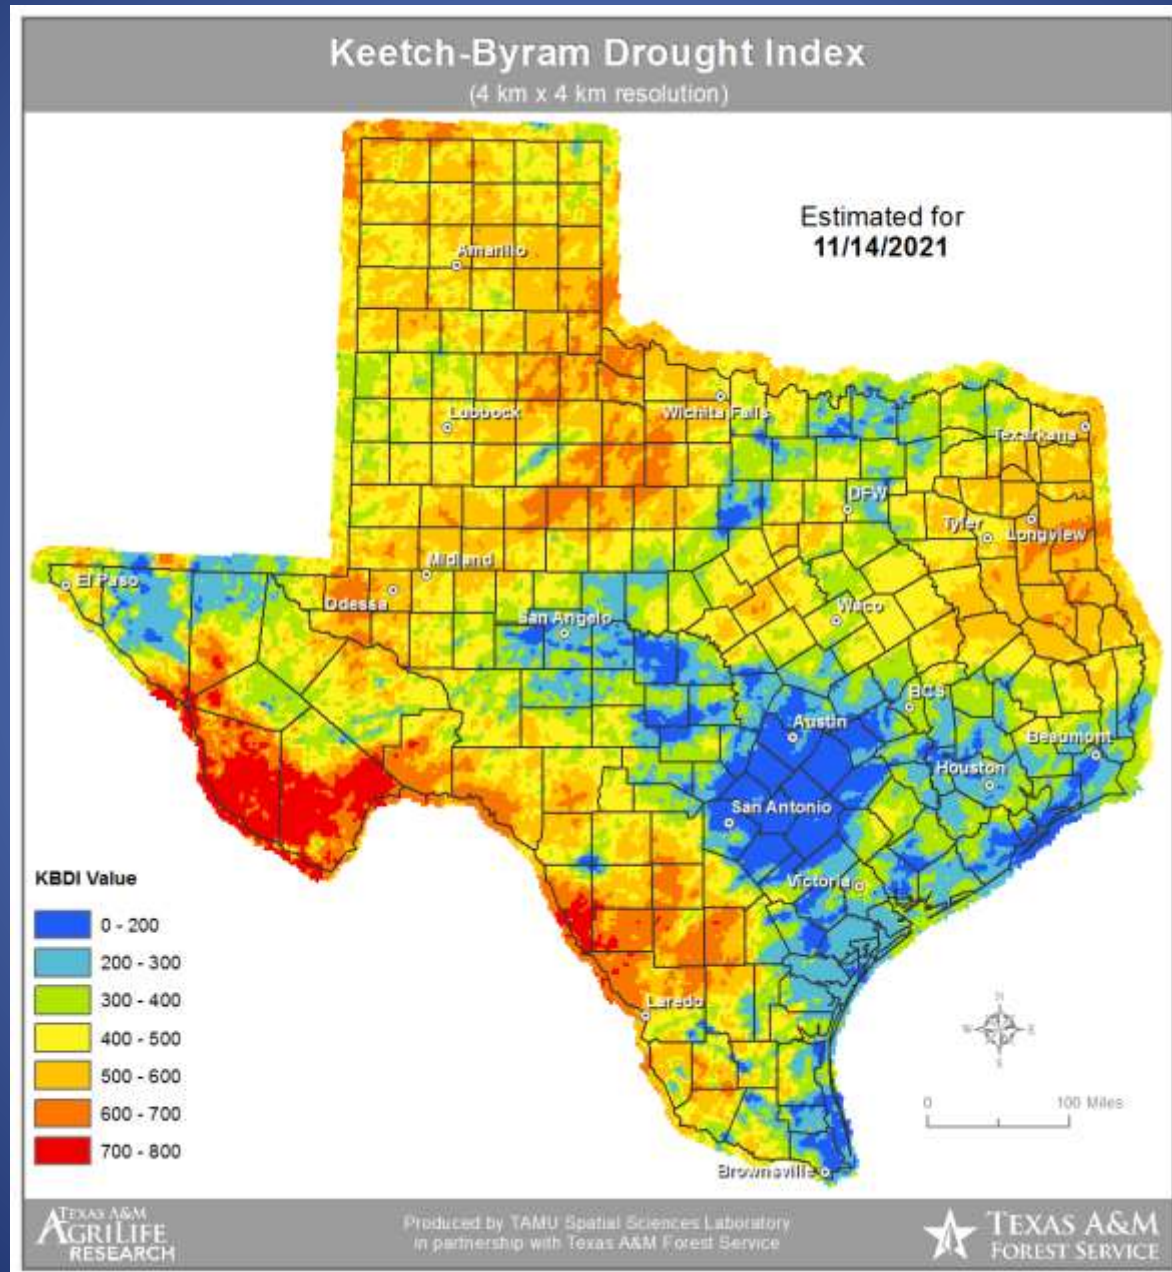 Keetch-Byram Drought Index
(4 km x 4 km resolution)
Estimated for
11/14/2021
Amarillo
Lubbock
Wichita Falls
Texarkana
DFW
Tyler
Longview
Midland
El Paso
Odessa
San Angelo
Waco
BCS
Austin
Beaumont
Houston
San Antonio
Victoria
Laredo
Brownsville
KBDI Value
0 - 200
200 - 300
300 - 400
400 - 500
500 - 600
600 - 700
700 - 800
N
W E
S
0 100 Miles
TEXAS A&M
AGRILIFE
RESEARCH
Produced by TAMU Spatial Sciences Laboratory
in partnership with Texas A&M Forest Service
TEXAS A&M
FOREST SERVICE